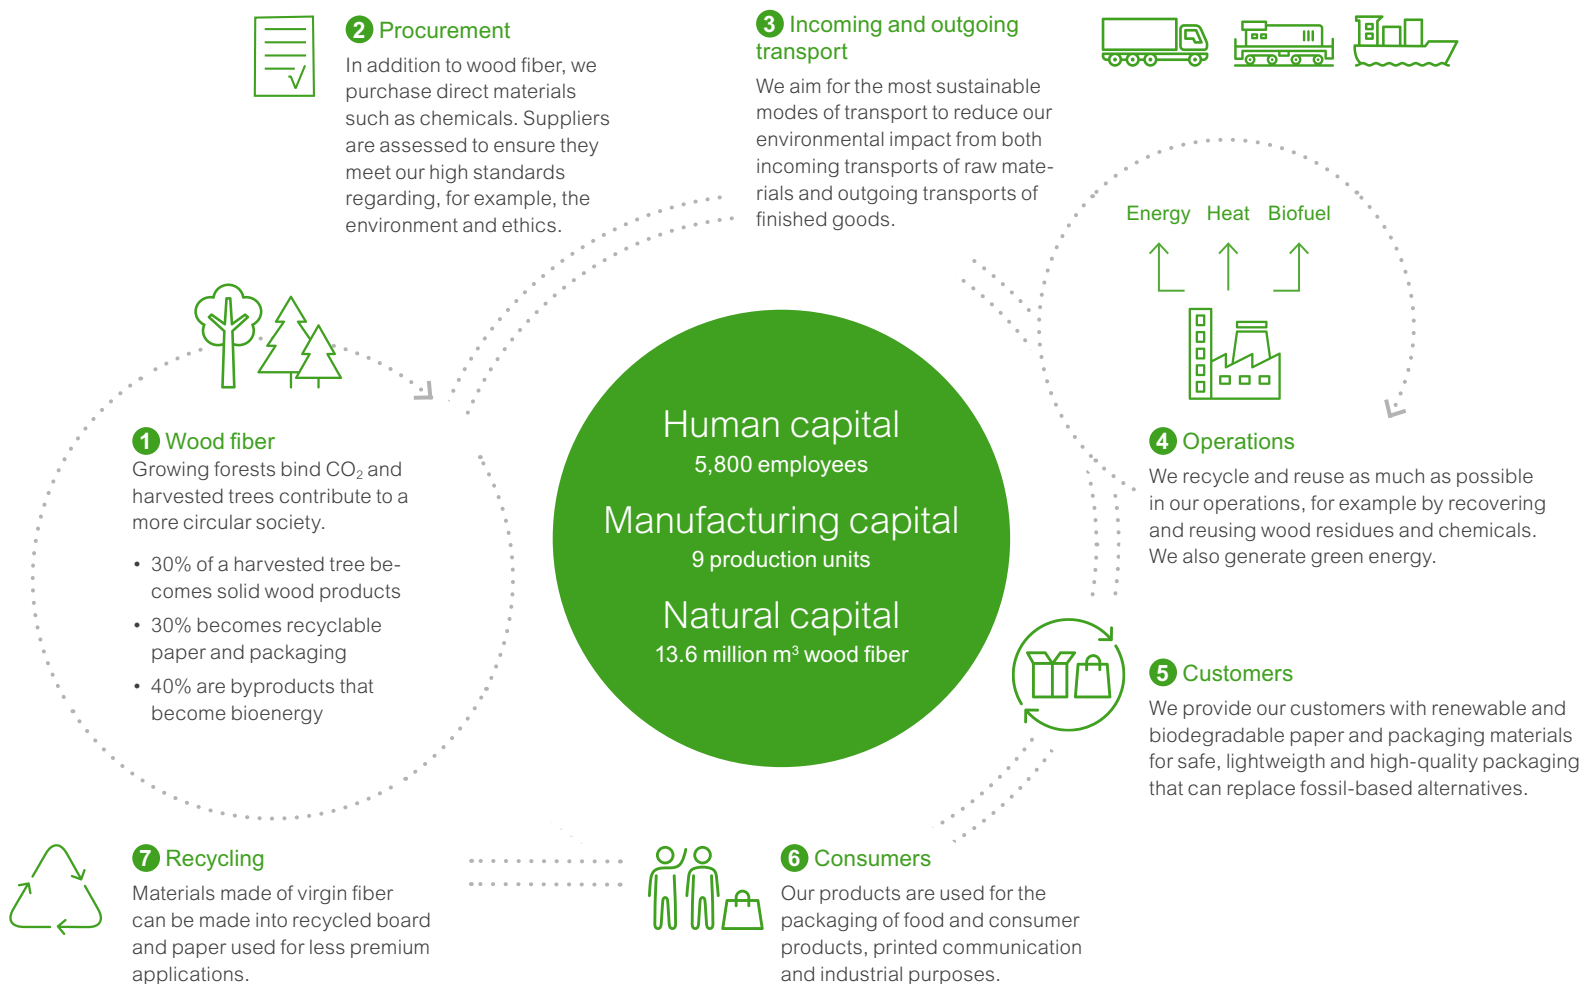 2 Procurement
In addition to wood fiber, we
purchase direct materials
such as chemicals. Suppliers
are assessed to ensure they
meet our high standards
regarding, for example, the
environment and ethics.
3 Incoming and outgoing
transport
We aim for the most sustainable
modes of transport to reduce our
environmental impact from both
incoming transports of raw mate-
rials and outgoing transports of
finished goods.
Energy Heat Biofuel
1 Wood fiber
Growing forests bind CO₂ and
harvested trees contribute to a
more circular society.
• 30% of a harvested tree be-
comes solid wood products
• 30% becomes recyclable
paper and packaging
• 40% are byproducts that
become bioenergy
Human capital
5,800 employees
Manufacturing capital
9 production units
Natural capital
13.6 million m³ wood fiber
4 Operations
We recycle and reuse as much as possible
in our operations, for example by recovering
and reusing wood residues and chemicals.
We also generate green energy.
5 Customers
We provide our customers with renewable and
biodegradable paper and packaging materials
for safe, lightweigth and high-quality packaging
that can replace fossil-based alternatives.
7 Recycling
Materials made of virgin fiber
can be made into recycled board
and paper used for less premium
applications.
6 Consumers
Our products are used for the
packaging of food and consumer
products, printed communication
and industrial purposes.